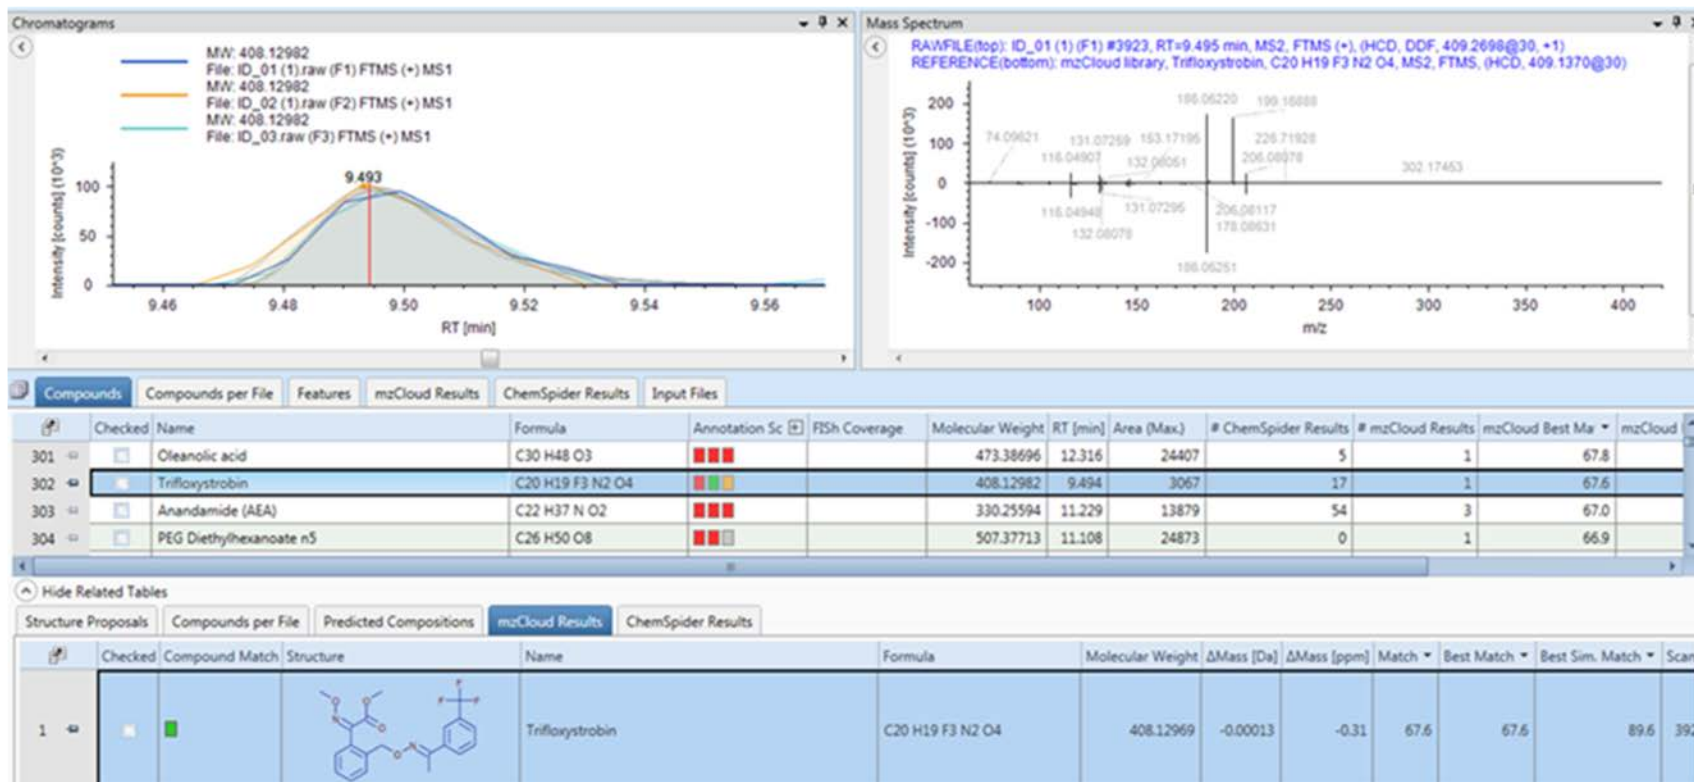 Chromatograms
MW: 408.12982
File: ID_01 (1).raw (F1) FTMS (+) MS1
MW: 408.12982
File: ID_02 (1).raw (F2) FTMS (+) MS1
MW: 408.12982
File: ID_03.raw (F3) FTMS (+) MS1
9.493
Intensity [counts] (10^3)
100
50
0
9.46 9.48 9.50 9.52 9.54 9.56
RT [min]
Mass Spectrum
RAWFILE(top): ID_01 (1) (F1) #3923, RT=9.495 min, MS2, FTMS (+), (HCD, DDF, 409.2698@30, +1)
REFERENCE(bottom): mzCloud library, Trifloxystrobin, C20 H19 F3 N2 O4, MS2, FTMS, (HCD, 409.1370@30)
Intensity [counts] (10^3)
200
100
0
-100
-200
186.06220 199.16888
74.09621 131.07259 153.17195 226.71928
116.04907 132.08051 206.08078 302.17453
116.04948 131.07295 206.08117
132.08078 178.08631
186.06251
100 150 200 250 300 350 400
m/z
Compounds Compounds per File Features mzCloud Results ChemSpider Results Input Files
Checked Name Formula Annotation Sc FISh Coverage Molecular Weight RT [min] Area (Max.) # ChemSpider Results # mzCloud Results mzCloud Best Ma mzCloud
301 Oleanolic acid C30 H48 O3 473.38696 12.316 24407 5 1 67.8
302 Trifloxystrobin C20 H19 F3 N2 O4 408.12982 9.494 3067 17 1 67.6
303 Anandamide (AEA) C22 H37 N O2 330.25594 11.229 13879 54 3 67.0
304 PEG Diethylhexanoate n5 C26 H50 O8 507.37713 11.108 24873 0 1 66.9
Hide Related Tables
Structure Proposals Compounds per File Predicted Compositions mzCloud Results ChemSpider Results
Checked Compound Match Structure Name Formula Molecular Weight ΔMass [Da] ΔMass [ppm] Match Best Match Best Sim. Match Scan
1 Trifloxystrobin C20 H19 F3 N2 O4 408.12969 -0.00013 -0.31 67.6 67.6 89.6 392